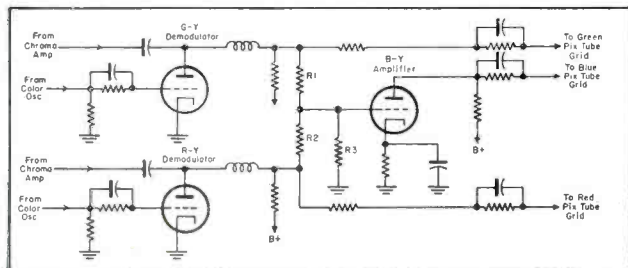 From
Chroma
Amp
G-Y
Demodulator
From
Color
Osc
R1
B-Y
Amplifier
To Green
Pix Tube
Grid
To Blue
Pix Tube
Grid
R2
R3
B+
From
Chroma
Amp
R-Y
Demodulator
From
Color
Osc
B+
To Red
Pix Tube
Grid